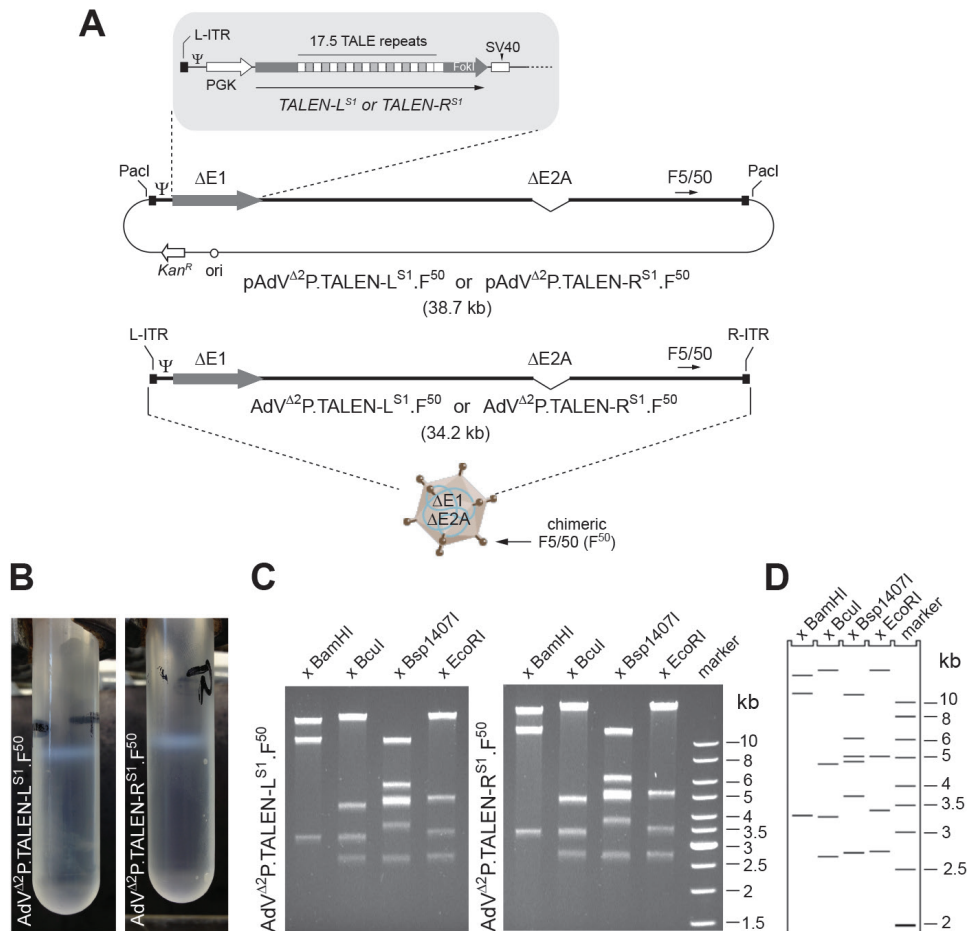 A
L-ITR
Ψ
17.5 TALE repeats
SV40
FokI
PGK
TALEN-L^S1 or TALEN-R^S1
PacI
Ψ
ΔE1
ΔE2A
F5/50
PacI
Kan^R
ori
pAdV^Δ2P.TALEN-L^S1.F^50 or pAdV^Δ2P.TALEN-R^S1.F^50
(38.7 kb)
L-ITR
R-ITR
Ψ
ΔE1
ΔE2A
F5/50
AdV^Δ2P.TALEN-L^S1.F^50 or AdV^Δ2P.TALEN-R^S1.F^50
(34.2 kb)
ΔE1
ΔE2A
chimeric
F5/50 (F^50)
B
AdV^Δ2P.TALEN-L^S1.F^50
AdV^Δ2P.TALEN-R^S1.F^50
C
AdV^Δ2P.TALEN-L^S1.F^50
x BamHI
x BcuI
x Bsp1407I
x EcoRI
AdV^Δ2P.TALEN-R^S1.F^50
x BamHI
x BcuI
x Bsp1407I
x EcoRI
marker
kb
10
8
6
5
4
3.5
3
2.5
2
1.5
D
x BamHI
x BcuI
x Bsp1407I
x EcoRI
marker
kb
10
8
6
5
4
3.5
3
2.5
2